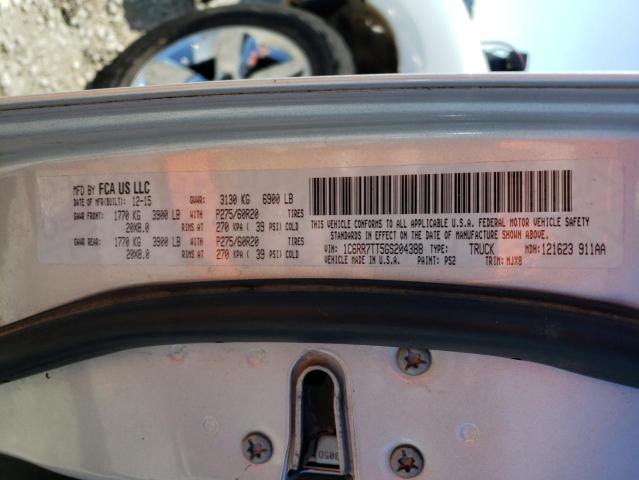 MFD BY FCA US LLC
DATE OF MFR(BUILT): 12-15 GVWR: 3130 KG 6900 LB
GAWR FRONT: 1770 KG 3900 LB WITH P275/60R20 TIRES
20X8.0 RIMS AT 270 KPA ( 39 PSI) COLD
GAWR REAR: 1770 KG 3900 LB WITH P275/60R20 TIRES
20X8.0 RIMS AT 270 KPA ( 39 PSI) COLD
THIS VEHICLE CONFORMS TO ALL APPLICABLE U.S.A. FEDERAL MOTOR VEHICLE SAFETY
STANDARDS IN EFFECT ON THE DATE OF MANUFACTURE SHOWN ABOVE.
VIN: 1C6RR7TT5GS204388 TYPE: TRUCK MDH: 121623 911AA
VEHICLE MADE IN U.S.A. PAINT: PS2 TRIM: MJX8
305D